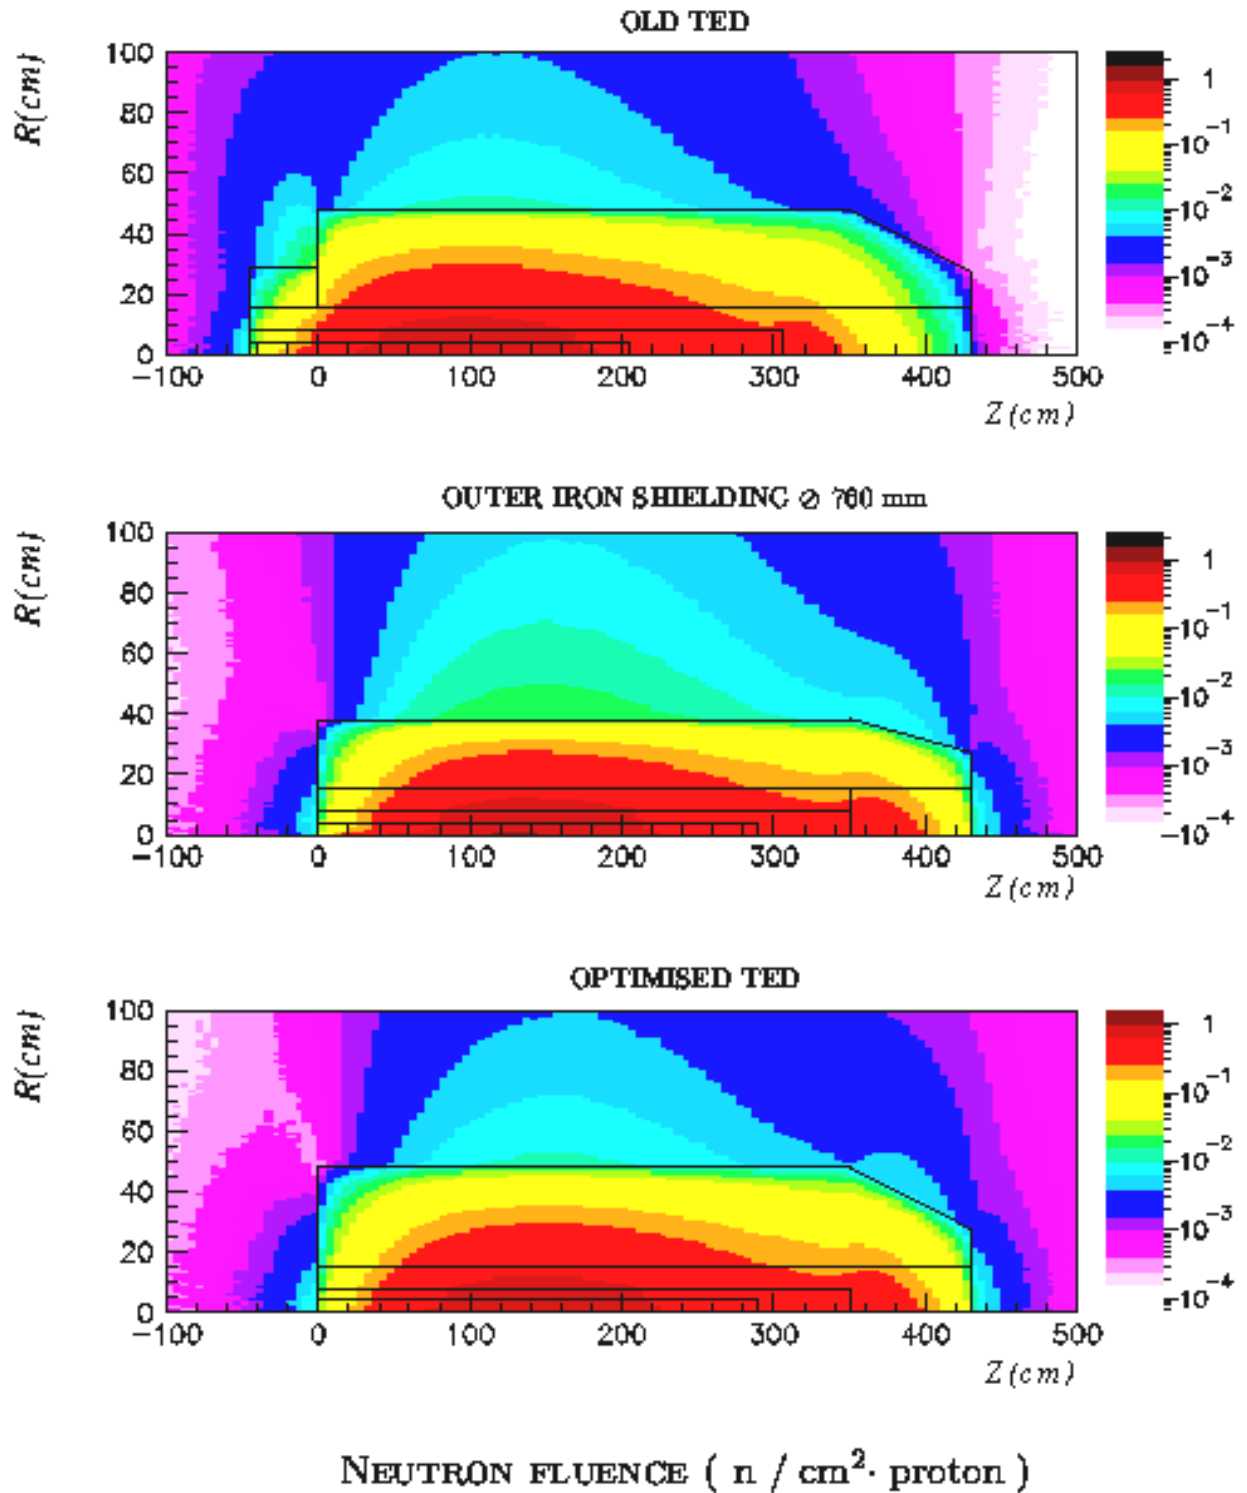 OLD TED
R(cm)
100
80
60
40
20
0
-100 0 100 200 300 400 500
Z(cm)
1
10-1
10-2
10-3
10-4
OUTER IRON SHIELDING ⌀ 760 mm
R(cm)
100
80
60
40
20
0
-100 0 100 200 300 400 500
Z(cm)
1
10-1
10-2
10-3
10-4
OPTIMISED TED
R(cm)
100
80
60
40
20
0
-100 0 100 200 300 400 500
Z(cm)
1
10-1
10-2
10-3
10-4
NEUTRON FLUENCE ( n / cm²· proton )